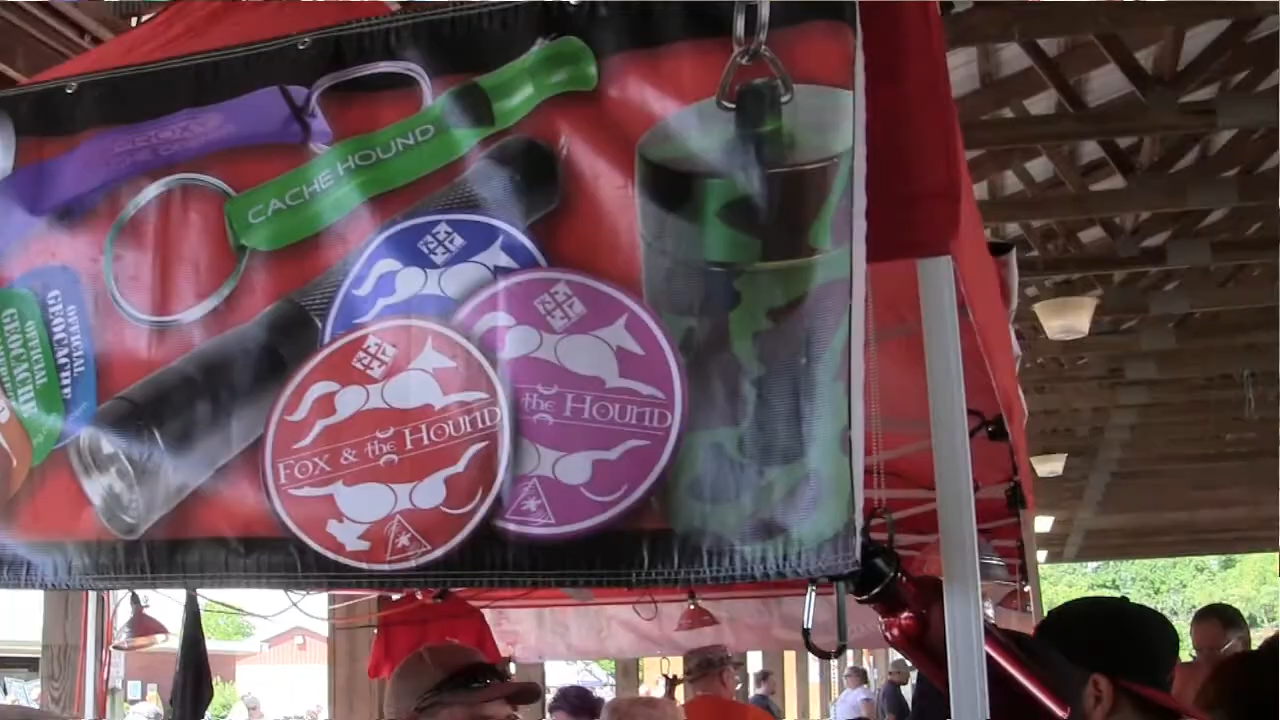 CACHE HOUND
OFFICIAL
GEOCACHE
OFFICIAL
GEOCACHE
the HOUND
FOX & the HOUND